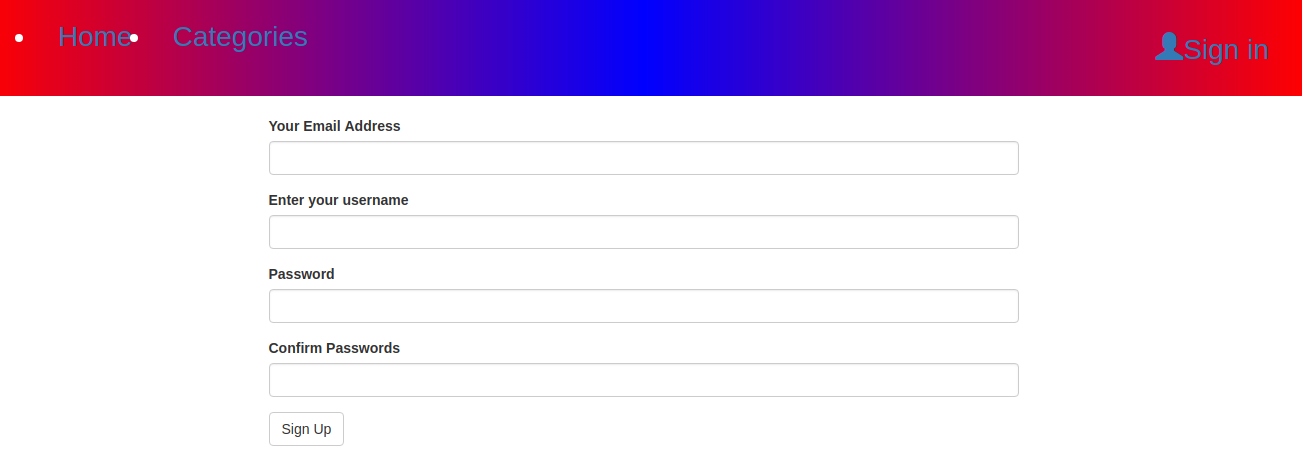 Home Categories
Sign in
Your Email Address
Enter your username
Password
Confirm Passwords
Sign Up